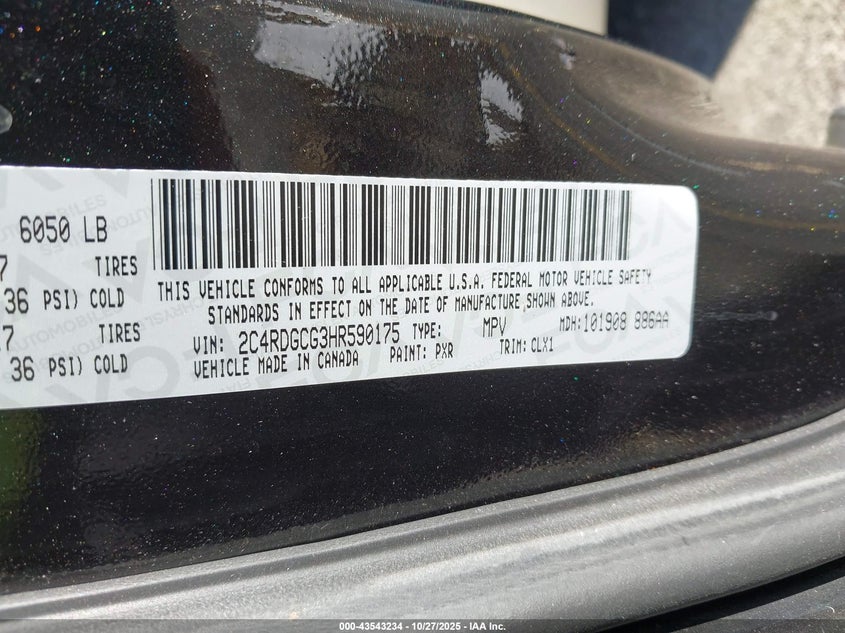 6050 LB
7 TIRES
36 PSI) COLD
7 TIRES
36 PSI) COLD
THIS VEHICLE CONFORMS TO ALL APPLICABLE U.S.A. FEDERAL MOTOR VEHICLE SAFETY
STANDARDS IN EFFECT ON THE DATE OF MANUFACTURE SHOWN ABOVE.
VIN: 2C4RDGCG3HR590175 TYPE: MPV MDH:101908 886AA
VEHICLE MADE IN CANADA PAINT: PXR TRIM: CLX1
000-43543234 | 10/27/2025 | IAA Inc.